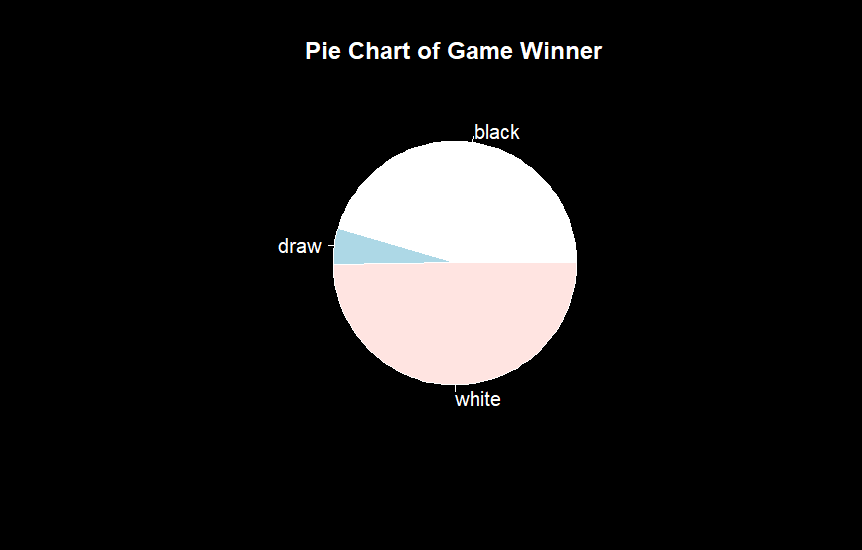 Pie Chart of Game Winner
black
draw
white